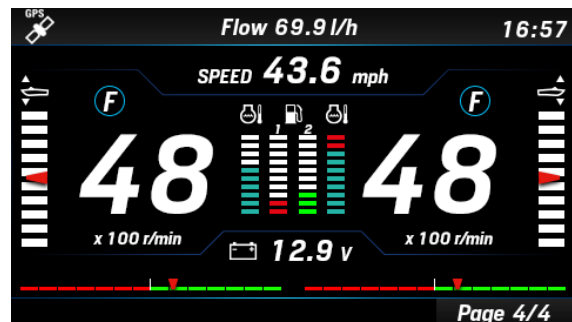 GPS
Flow 69.9 l/h
16:57
SPEED 43.6 mph
F
F
1 2
48
48
x 100 r/min
x 100 r/min
12.9 V
Page 4/4